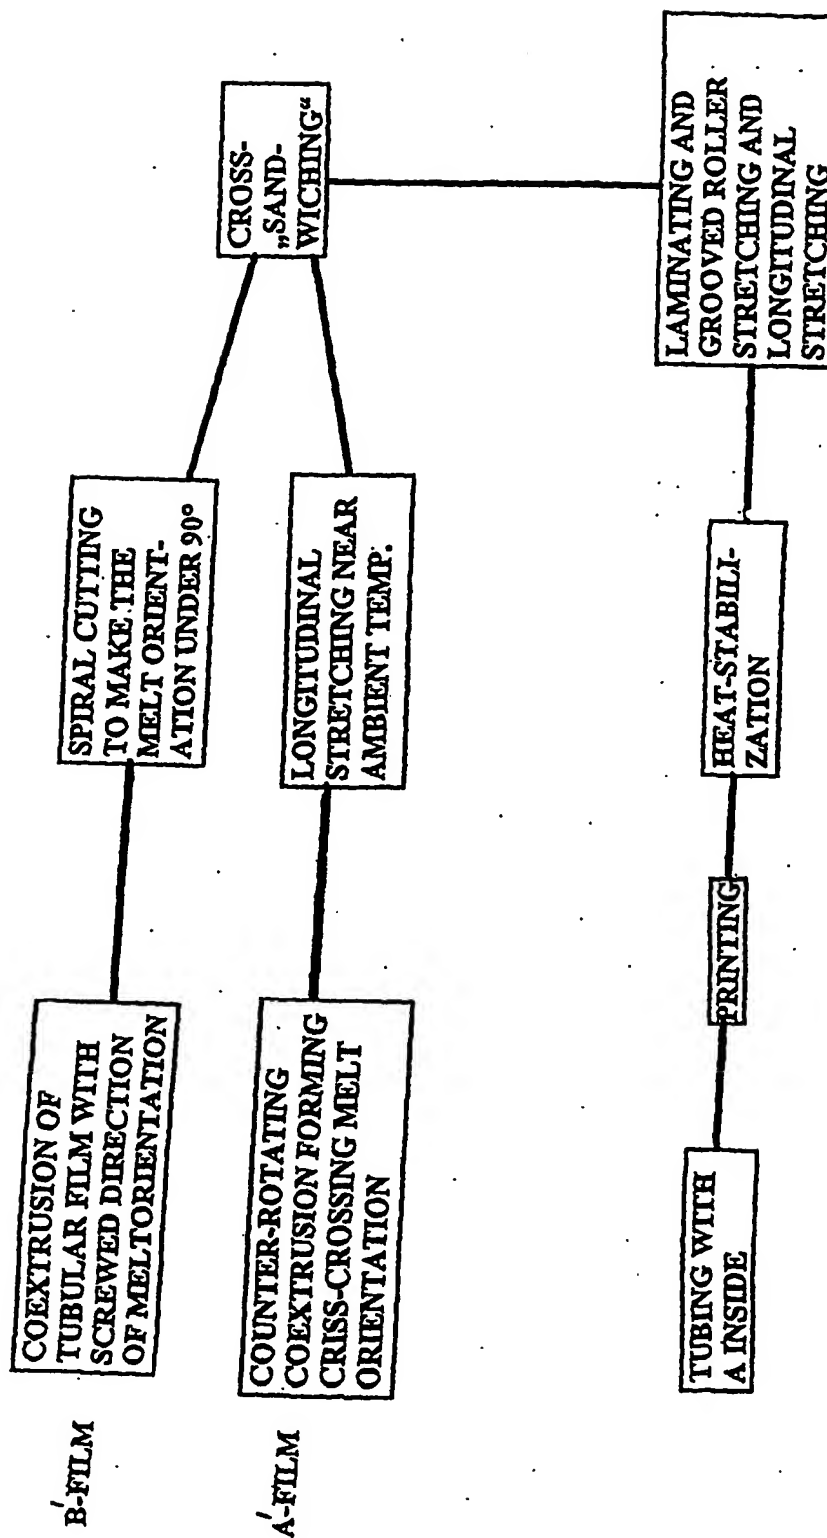 B'-FILM
COEXTRUSION OF
TUBULAR FILM WITH
SCREWED DIRECTION
OF MELTORIENTATION
SPIRAL CUTTING
TO MAKE THE
MELT ORIENT-
ATION UNDER 90°
A'-FILM
COUNTER-ROTATING
COEXTRUSION FORMING
CRISS-CROSSING MELT
ORIENTATION
LONGITUDINAL
STRETCHING NEAR
AMBIENT TEMP.
CROSS-
„SAND-
WICHING“
LAMINATING AND
GROOVED ROLLER
STRETCHING AND
LONGITUDINAL
STRETCHING
HEAT-STABILI-
ZATION
PRINTING
TUBING WITH
A INSIDE